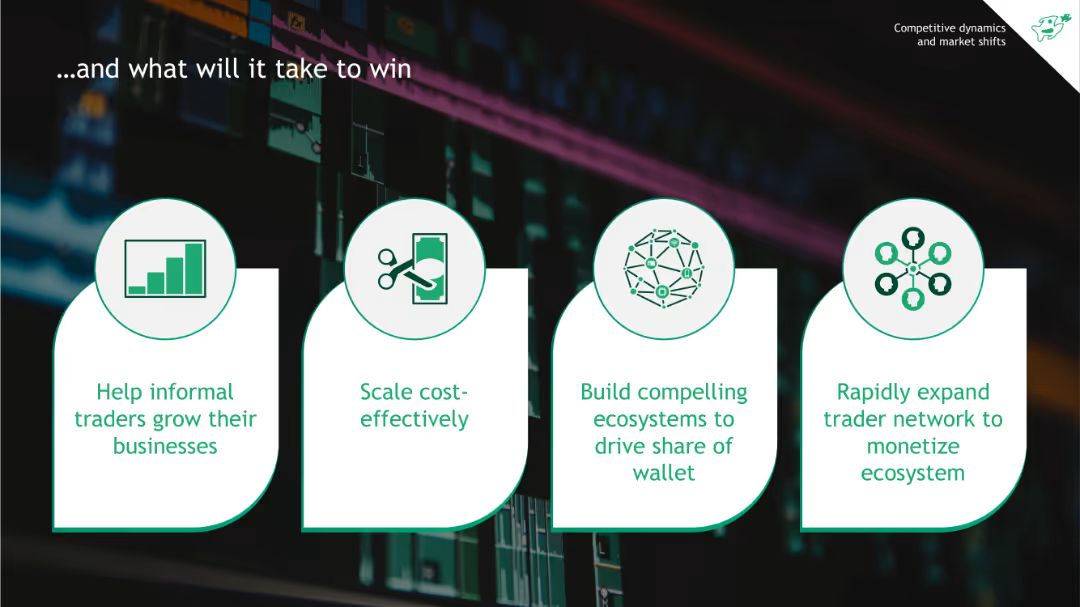 Competitive dynamics
and market shifts
…and what will it take to win
Help informal
traders grow their
businesses
Scale cost-
effectively
Build compelling
ecosystems to
drive share of
wallet
Rapidly expand
trader network to
monetize
ecosystem